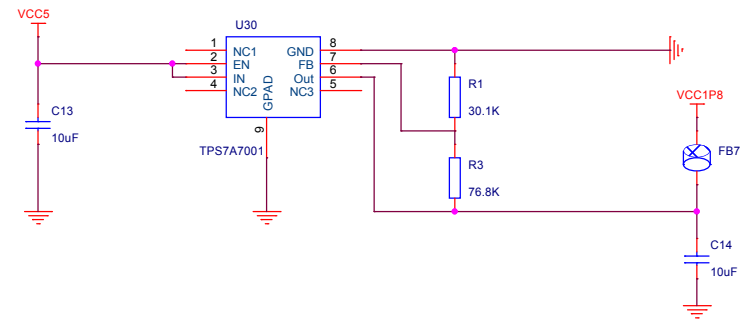 VCC5
U30
1 NC1 GND 8
2 EN FB 7
3 IN Out 6
4 NC2 NC3 5
GPAD
9
TPS7A7001
C13
10uF
R1
30.1K
R3
76.8K
VCC1P8
FB7
C14
10uF